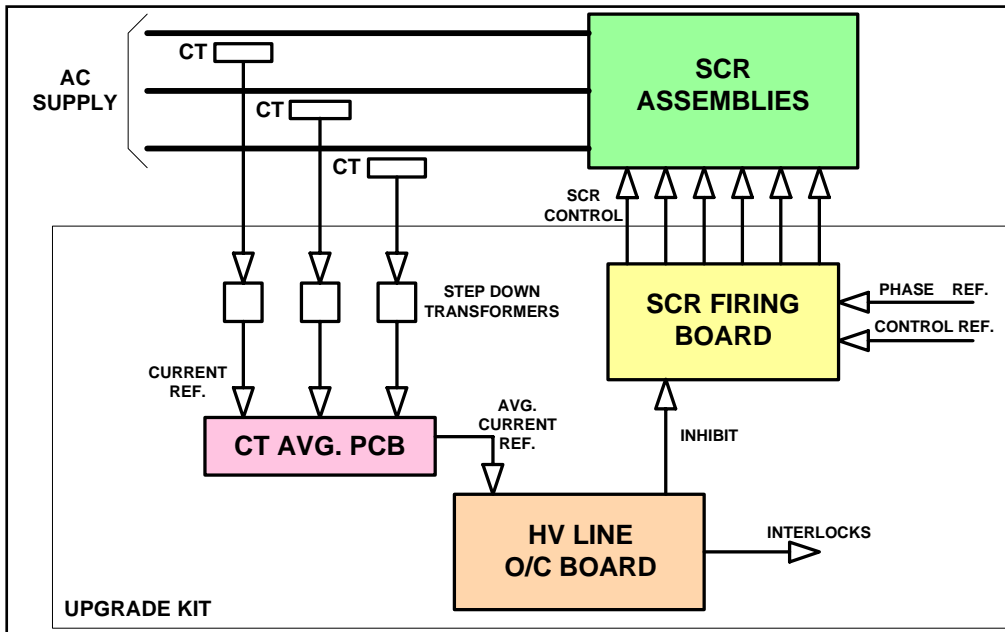 AC
SUPPLY
CT
CT
CT
SCR
ASSEMBLIES
SCR
CONTROL
STEP DOWN
TRANSFORMERS
SCR FIRING
BOARD
PHASE REF.
CONTROL REF.
CURRENT
REF.
CT AVG. PCB
AVG.
CURRENT
REF.
INHIBIT
HV LINE
O/C BOARD
INTERLOCKS
UPGRADE KIT